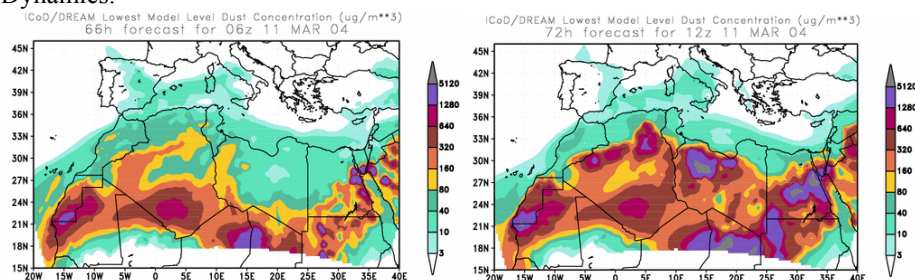 Dynamics.
ICoD/DREAM Lowest Model Level Dust Concentration (ug/m**3)
66h forecast for 06z 11 MAR 04
45N
42N
39N
36N
33N
30N
27N
24N
21N
18N
15N
20W 15W 10W 5W 0 5E 10E 15E 20E 25E 30E 35E 40E
5120
1280
640
320
160
80
40
10
3
ICoD/DREAM Lowest Model Level Dust Concentration (ug/m**3)
72h forecast for 12z 11 MAR 04
45N
42N
39N
36N
33N
30N
27N
24N
21N
18N
15N
20W 15W 10W 5W 0 5E 10E 15E 20E 25E 30E 35E 40E
5120
1280
640
320
160
80
40
10
3